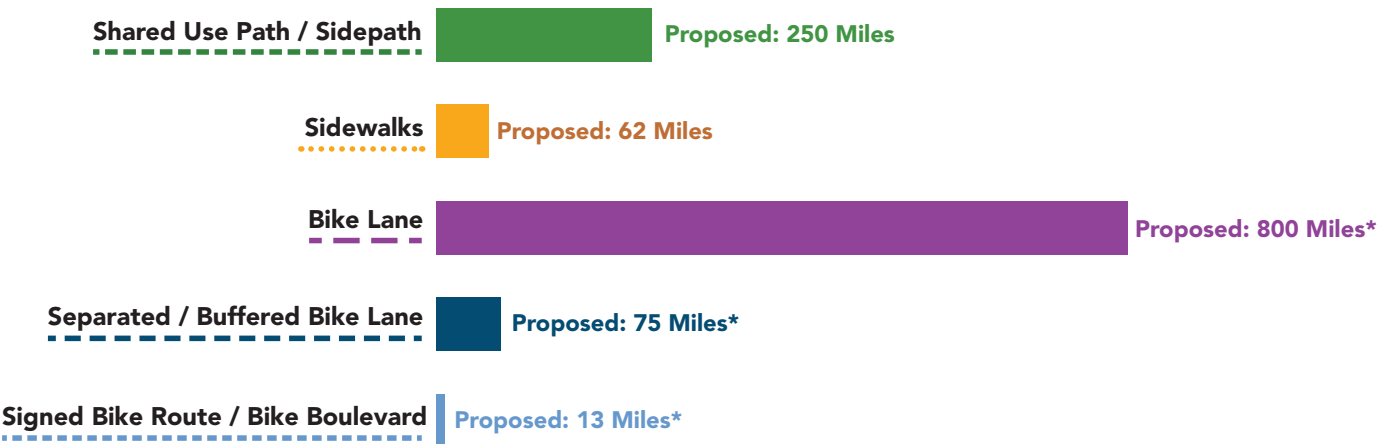 Shared Use Path / Sidepath Proposed: 250 Miles
Sidewalks Proposed: 62 Miles
Bike Lane Proposed: 800 Miles*
Separated / Buffered Bike Lane Proposed: 75 Miles*
Signed Bike Route / Bike Boulevard Proposed: 13 Miles*